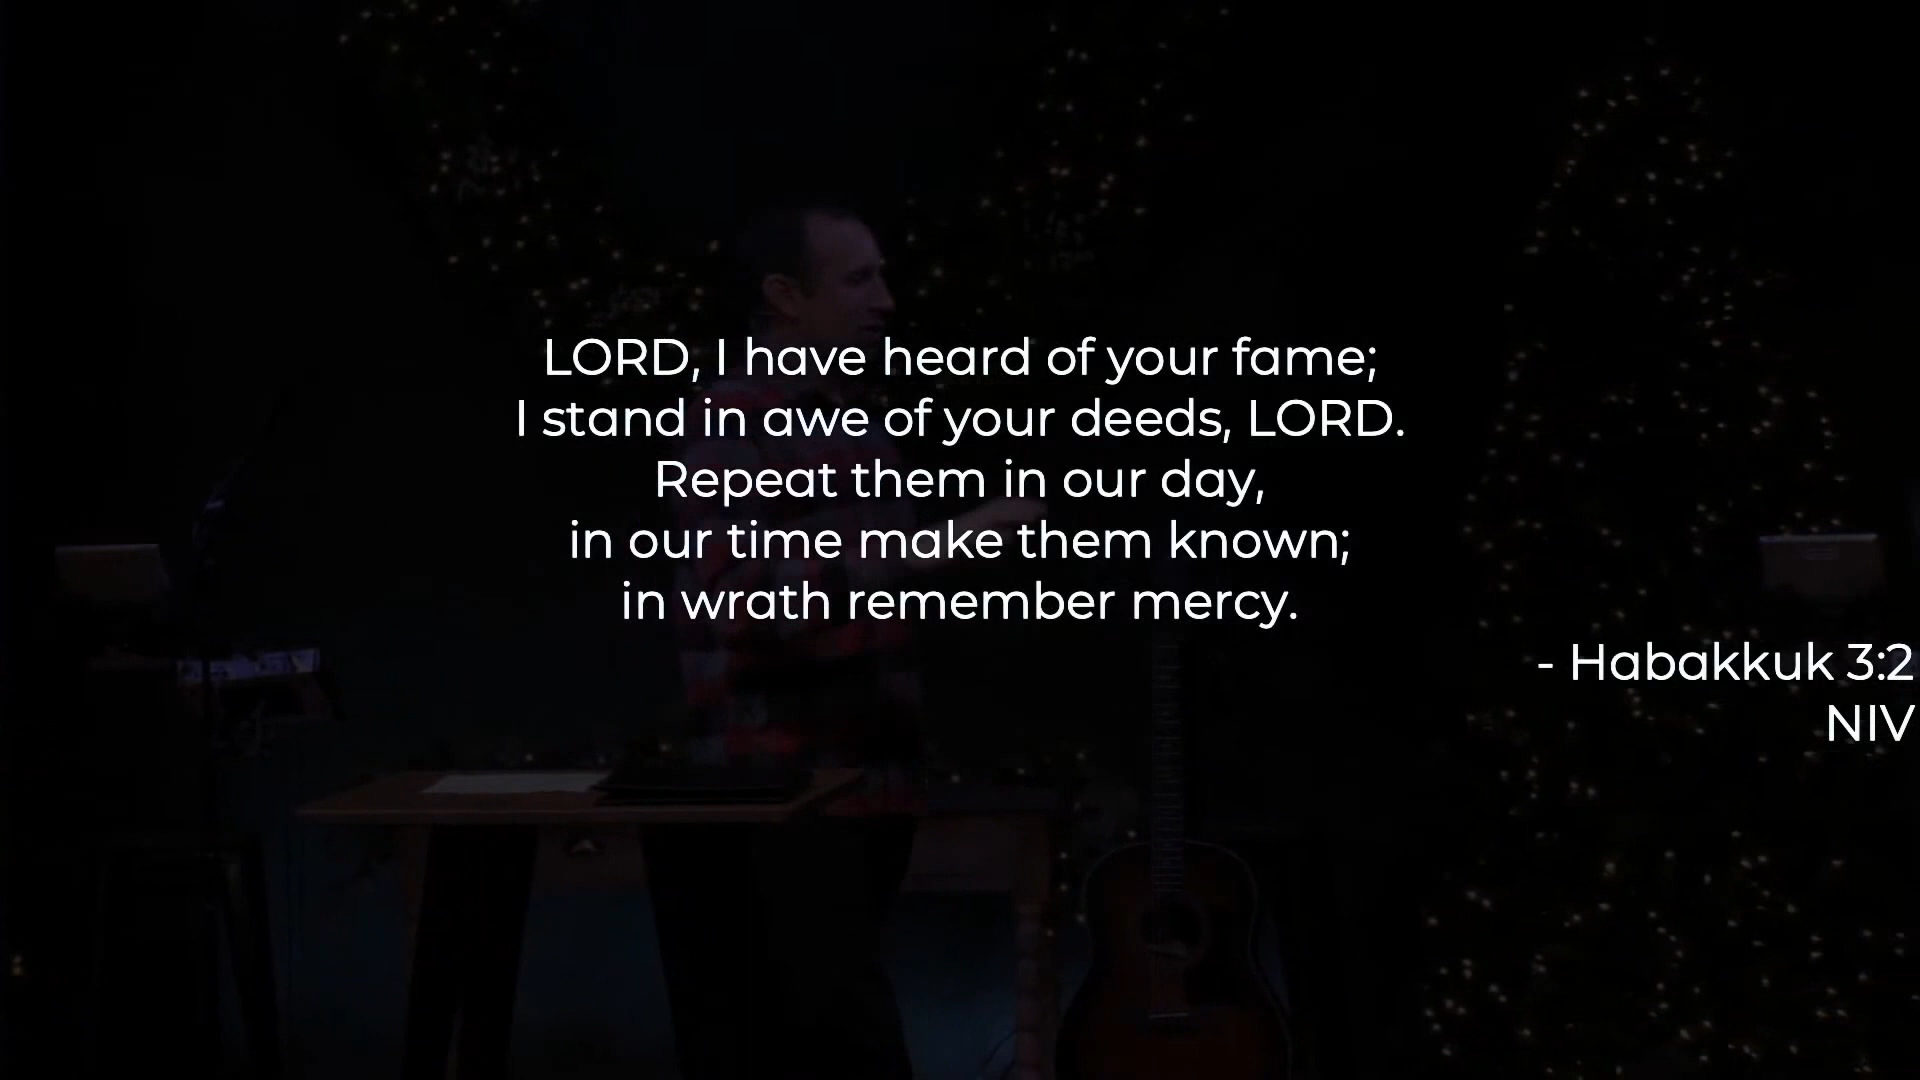 LORD, I have heard of your fame;
I stand in awe of your deeds, LORD.
Repeat them in our day,
in our time make them known;
in wrath remember mercy.
- Habakkuk 3:2
NIV